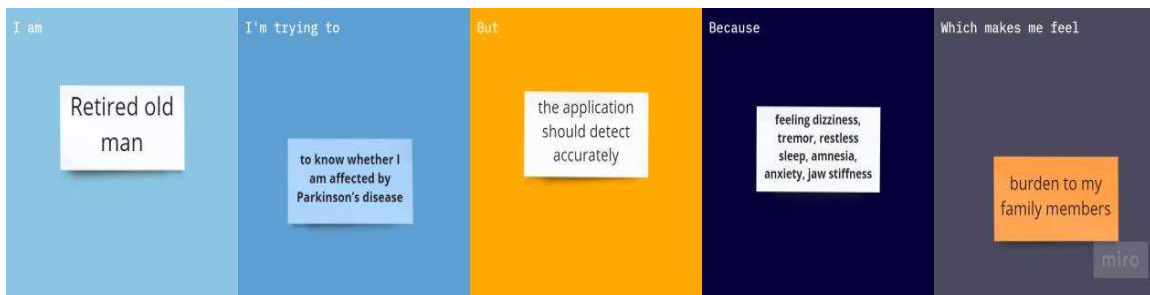 I am
Retired old
man
I'm trying to
to know whether I
am affected by
Parkinson's disease
But
the application
should detect
accurately
Because
feeling dizziness,
tremor, restless
sleep, amnesia,
anxiety, jaw stiffness
Which makes me feel
burden to my
family members
miro